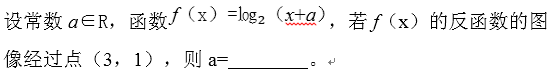 设常数 a∈R，函数f（x）=log₂（x+a），若 f（x）的反函数的图
像经过点（3，1），则 a=________。↵